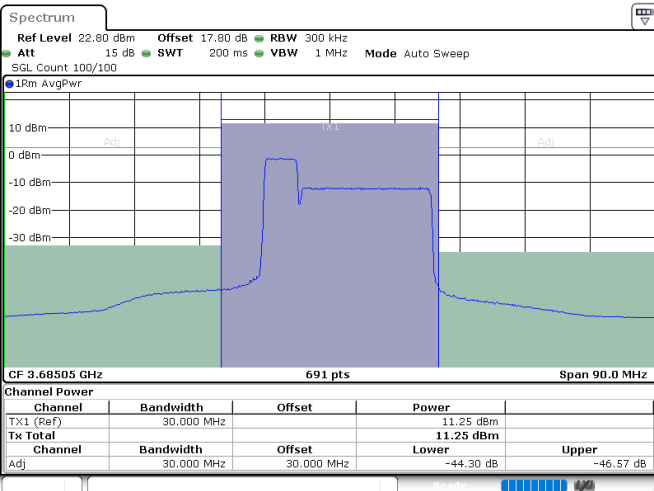 Spectrum
Ref Level 22.80 dBm Offset 17.80 dB RBW 300 kHz
Att 15 dB SWT 200 ms VBW 1 MHz Mode Auto Sweep
SGL Count 100/100
1Rm AvgPwr
TX1
10 dBm
Adj Adj
0 dBm
-10 dBm
-20 dBm
-30 dBm
CF 3.68505 GHz 691 pts Span 90.0 MHz
Channel Power
Channel Bandwidth Offset Power
TX1 (Ref) 30.000 MHz 11.25 dBm
Tx Total 11.25 dBm
Channel Bandwidth Offset Lower Upper
Adj 30.000 MHz 30.000 MHz -44.30 dB -46.57 dB
Ready